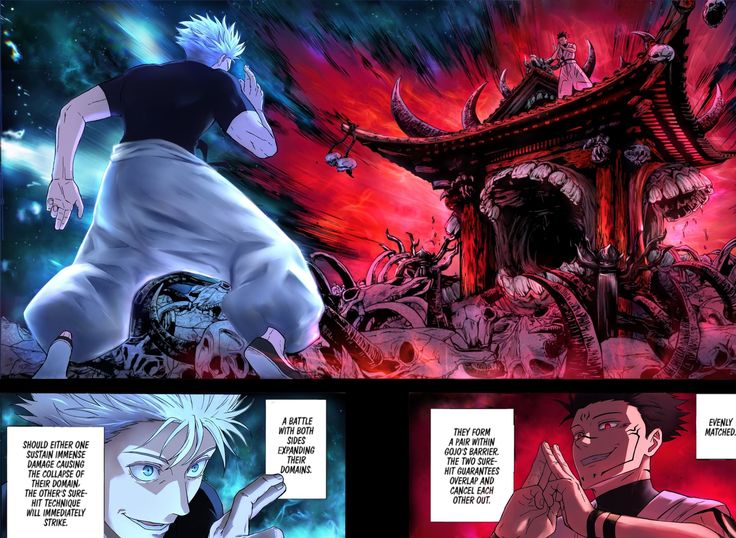 EVENLY
MATCHED.
THEY FORM
A PAIR WITHIN
GOJO'S BARRIER.
THE TWO SURE-
HIT GUARANTEES
OVERLAP AND
CANCEL EACH
OTHER OUT.
A BATTLE
WITH BOTH
SIDES
EXPANDING
THEIR
DOMAINS.
SHOULD EITHER ONE
SUSTAIN IMMENSE
DAMAGE CAUSING
THE COLLAPSE OF
THEIR DOMAIN,
THE OTHER'S SURE-
HIT TECHNIQUE
WILL IMMEDIATELY
STRIKE.